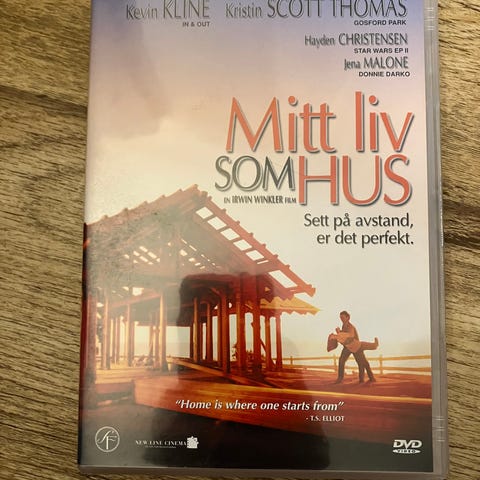 Kevin KLINE Kristin SCOTT THOMAS
IN & OUT GOSFORD PARK
Hayden CHRISTENSEN
STAR WARS EP II
Jena MALONE
DONNIE DARKO
Mitt liv
SOM HUS
EN IRWIN WINKLER FILM
Sett på avstand,
er det perfekt.
"Home is where one starts from"
- T.S. ELLIOT
SF
NEW LINE CINEMA
DVD
VIDEO